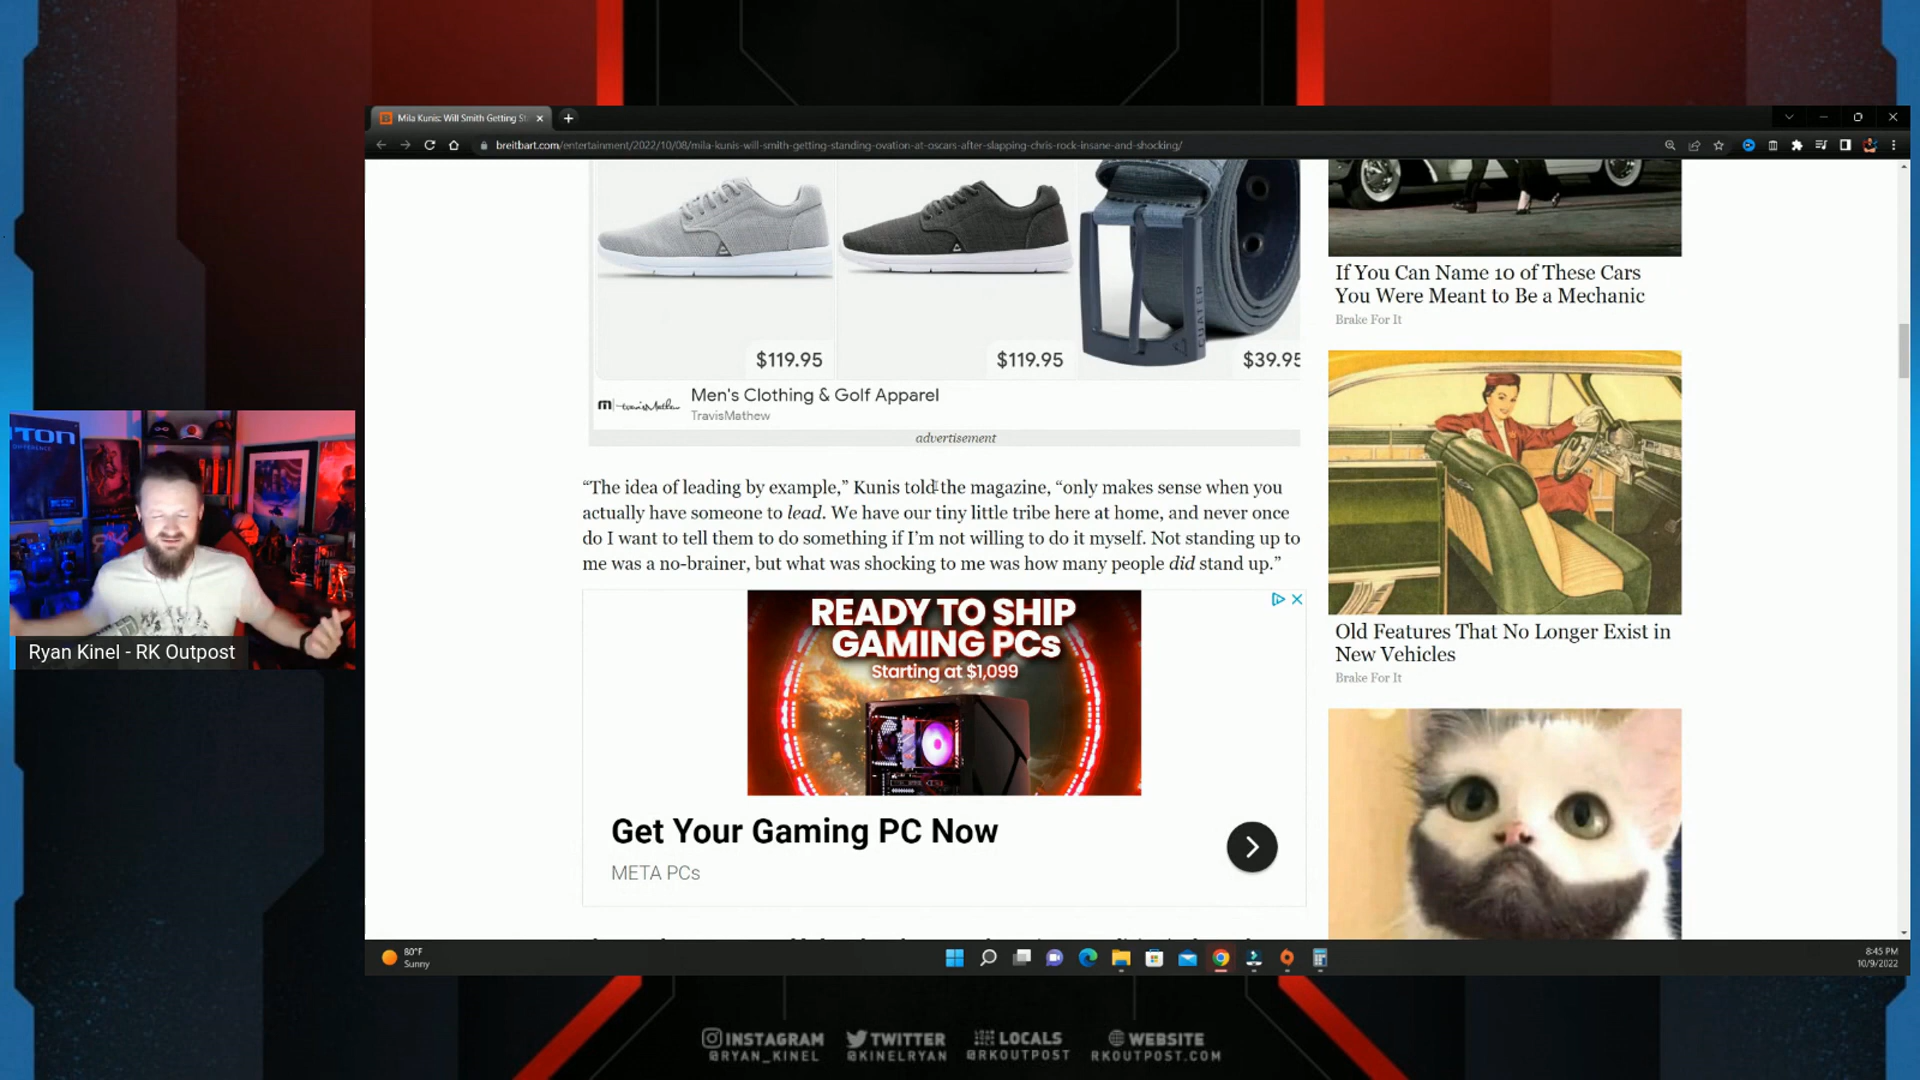 Mila Kunis: Will Smith Getting St
breitbart.com/entertainment/2022/10/08/mila-kunis-will-smith-getting-standing-ovation-at-oscars-after-slapping-chris-rock-insane-and-shocking/
$119.95
$119.95
$39.95
CUATER
m travisMathew
Men's Clothing & Golf Apparel
TravisMathew
advertisement
“The idea of leading by example,” Kunis told the magazine, “only makes sense when you
actually have someone to lead. We have our tiny little tribe here at home, and never once
do I want to tell them to do something if I’m not willing to do it myself. Not standing up to
me was a no-brainer, but what was shocking to me was how many people did stand up.”
READY TO SHIP
GAMING PCs
Starting at $1,099
Get Your Gaming PC Now
META PCs
If You Can Name 10 of These Cars
You Were Meant to Be a Mechanic
Brake For It
Old Features That No Longer Exist in
New Vehicles
Brake For It
TON
Ryan Kinel - RK Outpost
80°F
Sunny
8:45 PM
10/9/2022
INSTAGRAM
@RYAN_KINEL
TWITTER
@KINELRYAN
LOCALS
@RKOUTPOST
WEBSITE
RKOUTPOST.COM